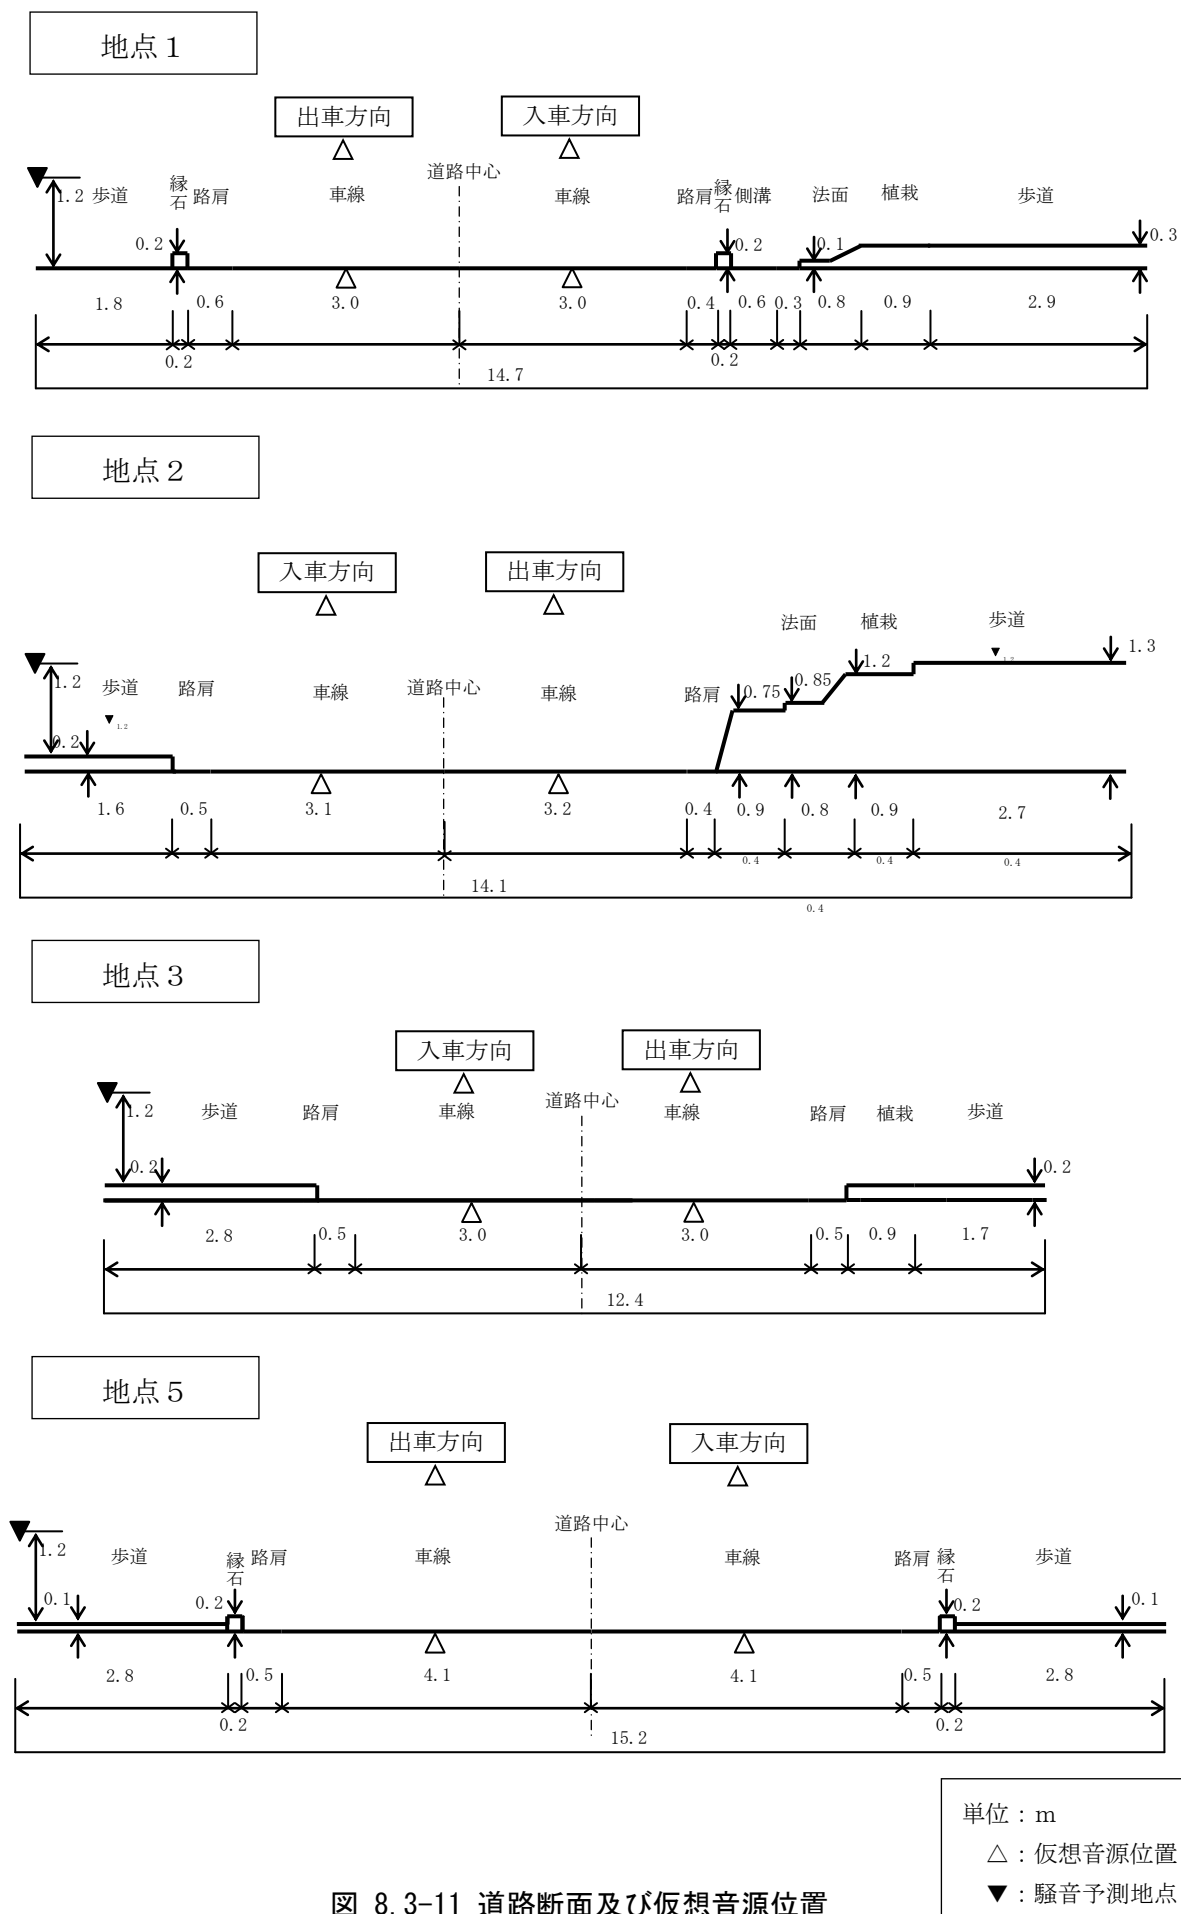 地点１
出車方向 入車方向
道路中心
1.2 歩道 縁石 路肩 車線 車線 路肩 縁石 側溝 法面 植栽 歩道
0.2 0.2 0.1 0.3
1.8 0.6 3.0 3.0 0.4 0.6 0.3 0.8 0.9 2.9
0.2 0.2
14.7
地点２
入車方向 出車方向
法面 植栽 歩道
1.2 1.3
1.2
1.2 歩道 路肩 車線 道路中心 車線 路肩 0.75 0.85
1.2
0.2
1.6 0.5 3.1 3.2 0.4 0.9 0.8 0.9 2.7
0.4 0.4 0.4
14.1
0.4
地点３
入車方向 出車方向
道路中心
1.2 歩道 路肩 車線 車線 路肩 植栽 歩道
0.2 0.2
2.8 0.5 3.0 3.0 0.5 0.9 1.7
12.4
地点５
出車方向 入車方向
道路中心
1.2 歩道 縁石 路肩 車線 車線 路肩 縁石 歩道
0.1 0.2 0.2 0.1
2.8 0.5 4.1 4.1 0.5 2.8
0.2 0.2
15.2
単位：m
△：仮想音源位置
▼：騒音予測地点
図 8.3-11 道路断面及び仮想音源位置